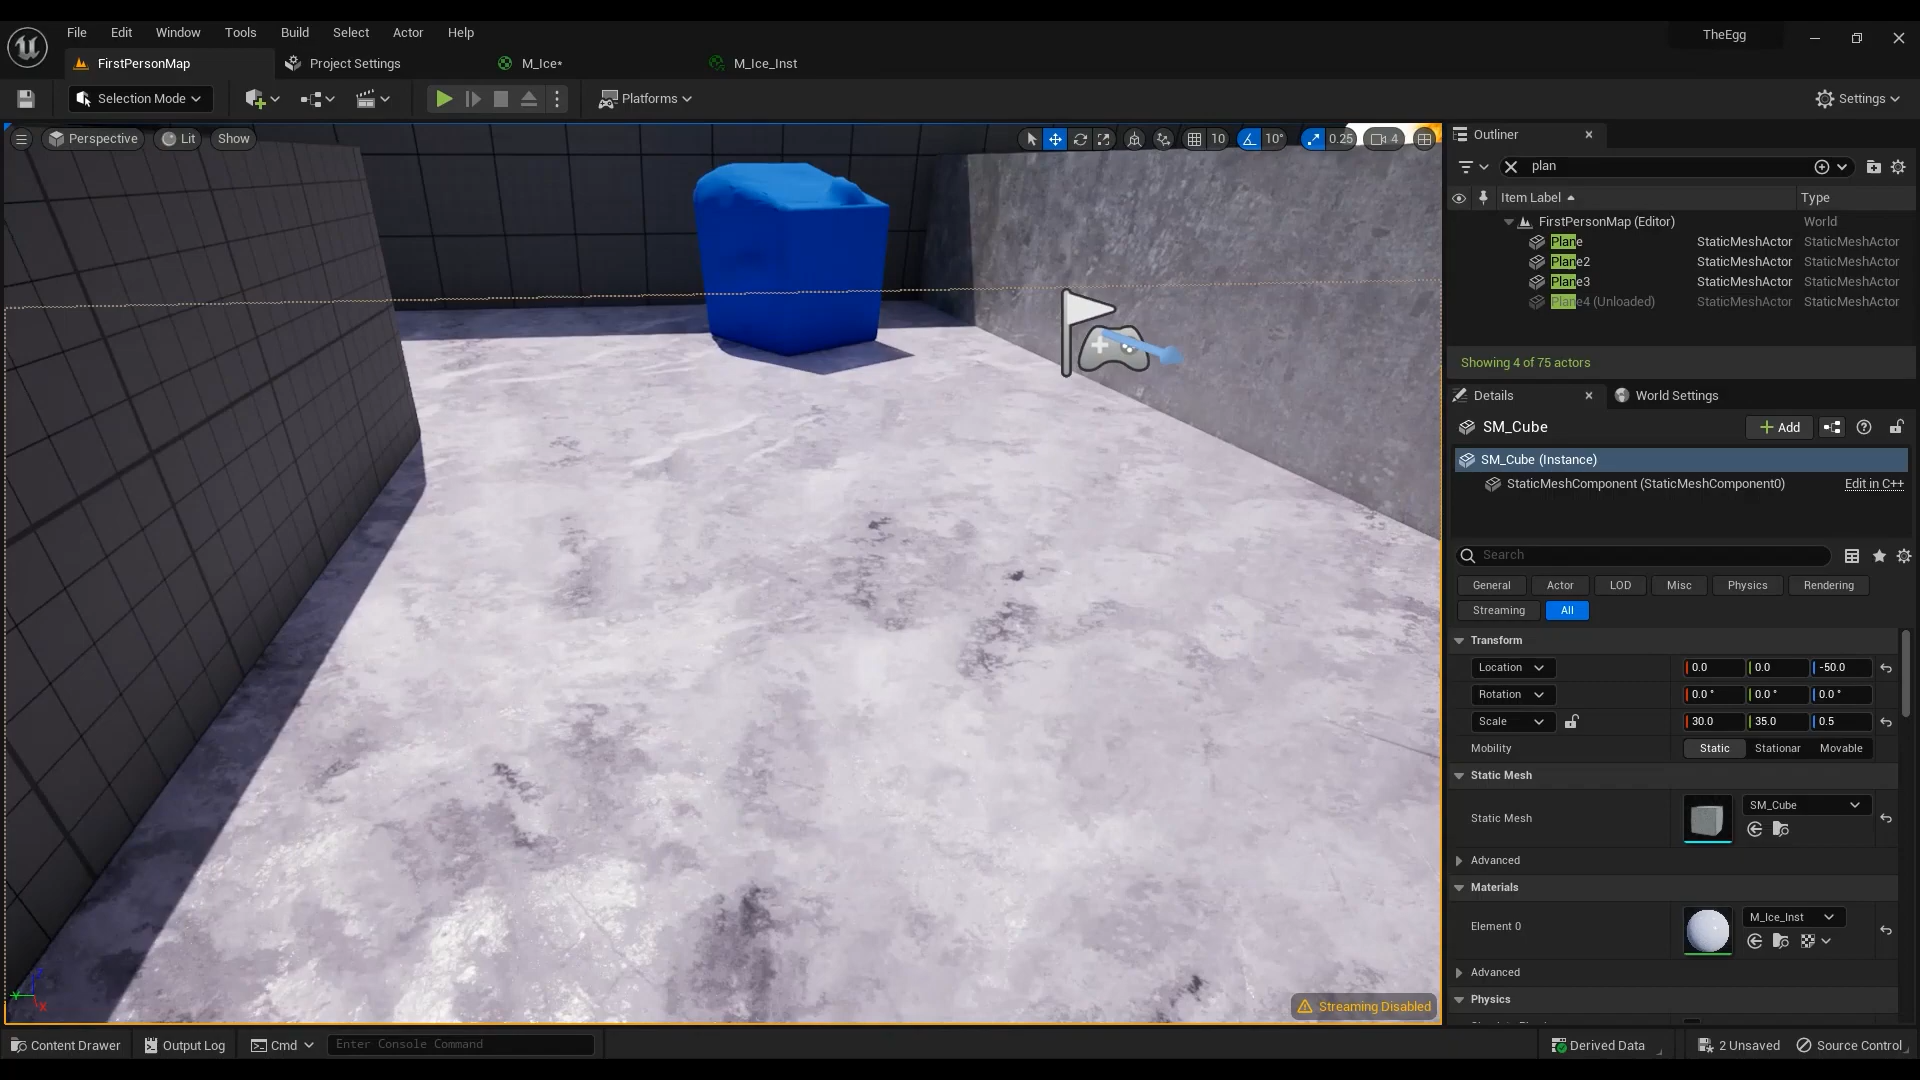 File Edit Window Tools Build Select Actor Help
TheEgg
FirstPersonMap Project Settings M_Ice* M_Ice_Inst
Selection Mode Platforms Settings
Perspective Lit Show 10 10° 0.25 4
Outliner
plan
Item Label Type
FirstPersonMap (Editor) World
Plane StaticMeshActor StaticMeshActor
Plane2 StaticMeshActor StaticMeshActor
Plane3 StaticMeshActor StaticMeshActor
Plane4 (Unloaded) StaticMeshActor StaticMeshActor
Showing 4 of 75 actors
Details World Settings
SM_Cube Add
SM_Cube (Instance)
StaticMeshComponent (StaticMeshComponent0) Edit in C++
Search
General Actor LOD Misc Physics Rendering
Streaming All
Transform
Location 0.0 0.0 -50.0
Rotation 0.0 ° 0.0 ° 0.0 °
Scale 30.0 35.0 0.5
Mobility Static Stationar Movable
Static Mesh
Static Mesh SM_Cube
Advanced
Materials
Element 0 M_Ice_Inst
Advanced
Physics
Y X
Streaming Disabled
Content Drawer Output Log Cmd Enter Console Command Derived Data 2 Unsaved Source Control